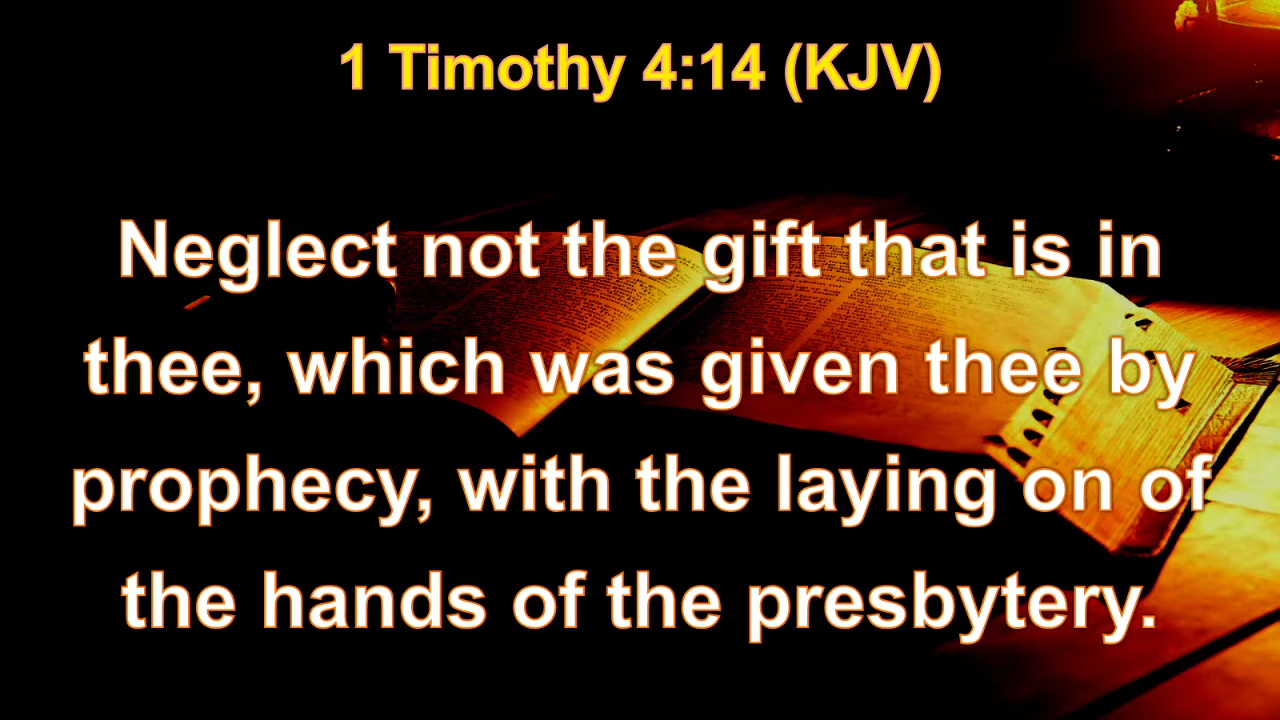 1 Timothy 4:14 (KJV)
Neglect not the gift that is in
thee, which was given thee by
prophecy, with the laying on of
the hands of the presbytery.